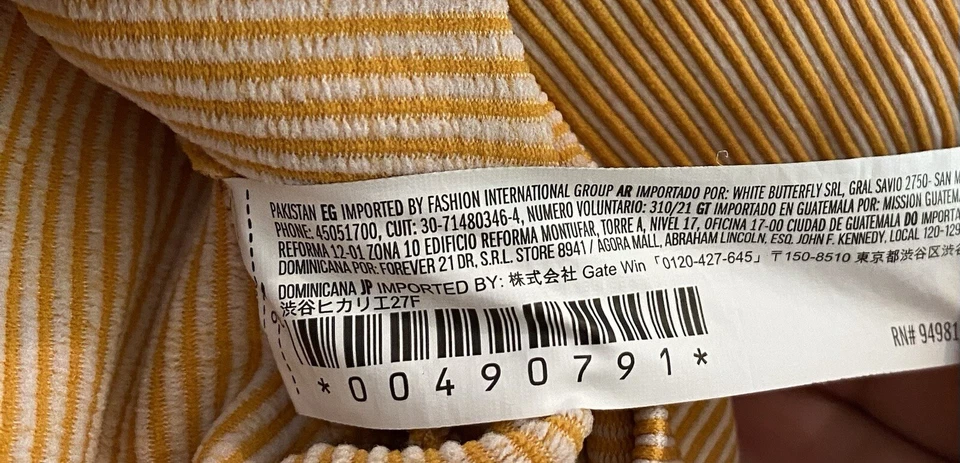 PAKISTAN EG IMPORTED BY FASHION INTERNATIONAL GROUP AR IMPORTADO POR: WHITE BUTTERFLY SRL, GRAL SAVIO 2750- SAN M
PHONE: 45051700, CUIT: 30-71480346-4, NUMERO VOLUNTARIO: 310/21 GT IMPORTADO EN GUATEMALA POR: MISSION GUATEM
REFORMA 12-01 ZONA 10 EDIFICIO REFORMA MONTUFAR, TORRE A, NIVEL 17, OFICINA 17-00 CIUDAD DE GUATEMALA DO IMPORTA
DOMINICANA POR: FOREVER 21 DR. S.R.L. STORE 8941 / AGORA MALL, ABRAHAM LINCOLN, ESQ. JOHN F. KENNEDY, LOCAL 120-129
DOMINICANA JP IMPORTED BY: 株式会社 Gate Win「0120-427-645」〒150-8510 東京都渋谷区渋谷
渋谷ヒカリエ27F
*00490791*
RN# 94981